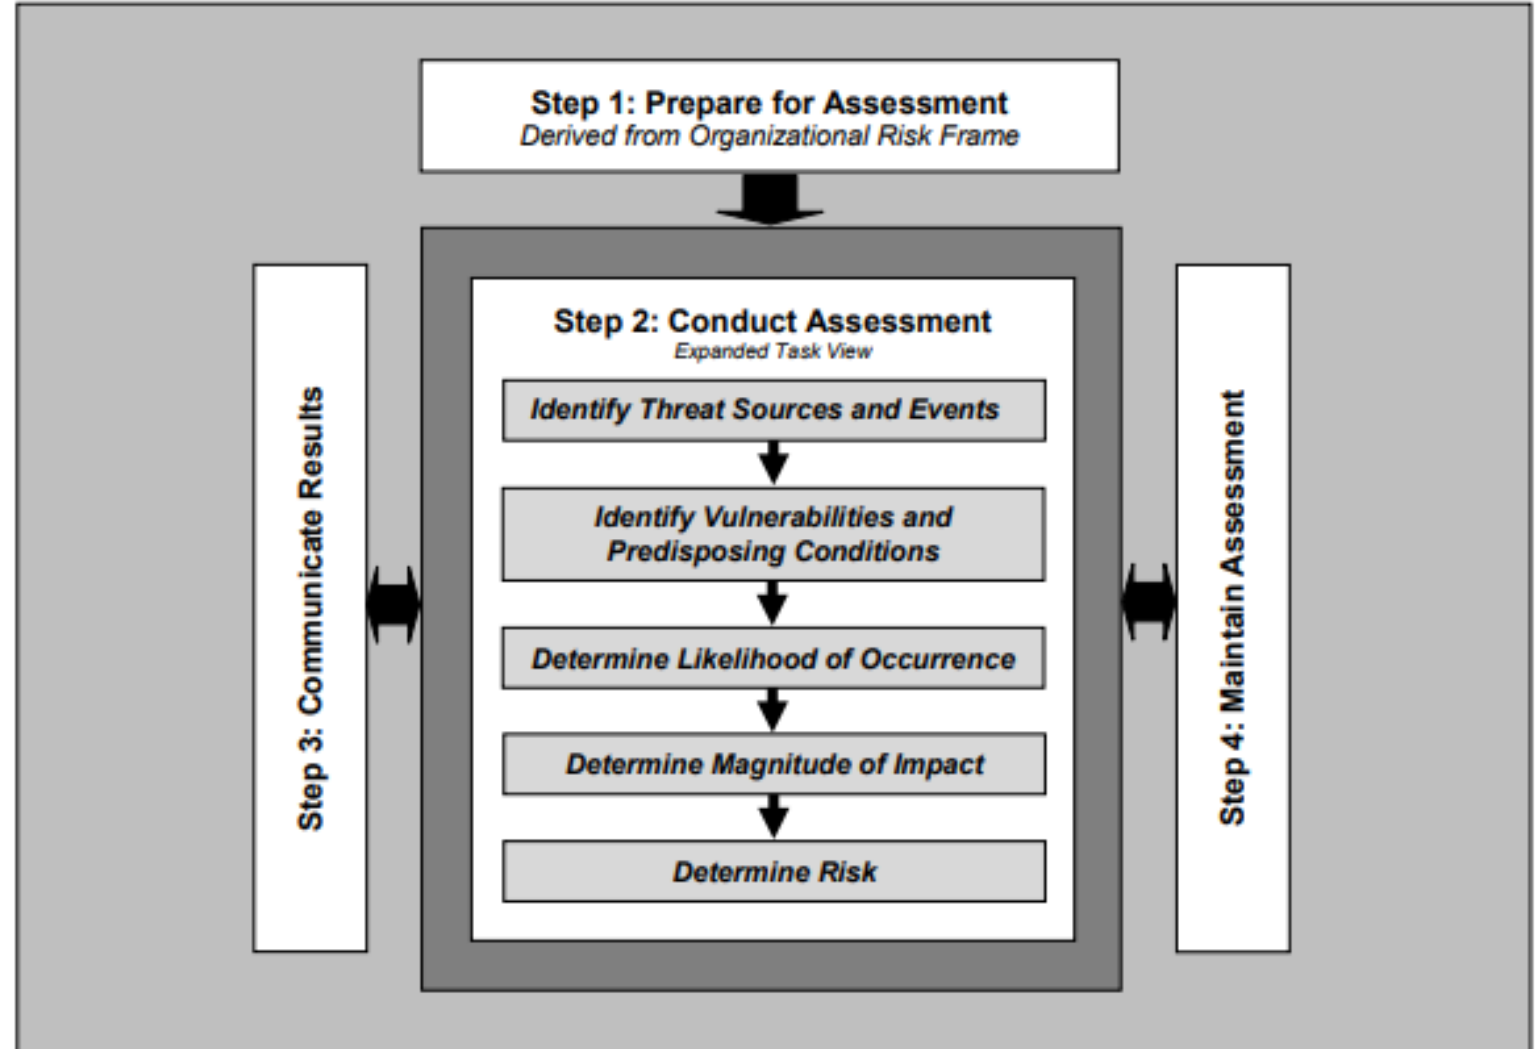 Step 1: Prepare for Assessment
Derived from Organizational Risk Frame
Step 2: Conduct Assessment
Expanded Task View
Identify Threat Sources and Events
Identify Vulnerabilities and
Predisposing Conditions
Determine Likelihood of Occurrence
Determine Magnitude of Impact
Determine Risk
Step 3: Communicate Results
Step 4: Maintain Assessment